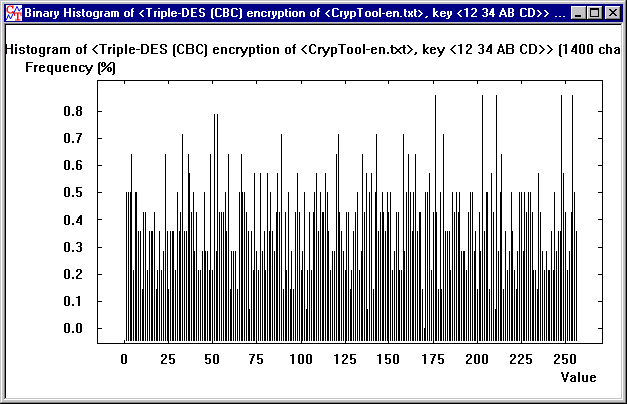 Binary Histogram of <Triple-DES (CBC) encryption of <CrypTool-en.txt>, key <12 34 AB CD>> ...
Histogram of <Triple-DES (CBC) encryption of <CrypTool-en.txt>, key <12 34 AB CD>> (1400 cha
Frequency (%)
0.8
0.7
0.6
0.5
0.4
0.3
0.2
0.1
0.0
0 25 50 75 100 125 150 175 200 225 250
Value